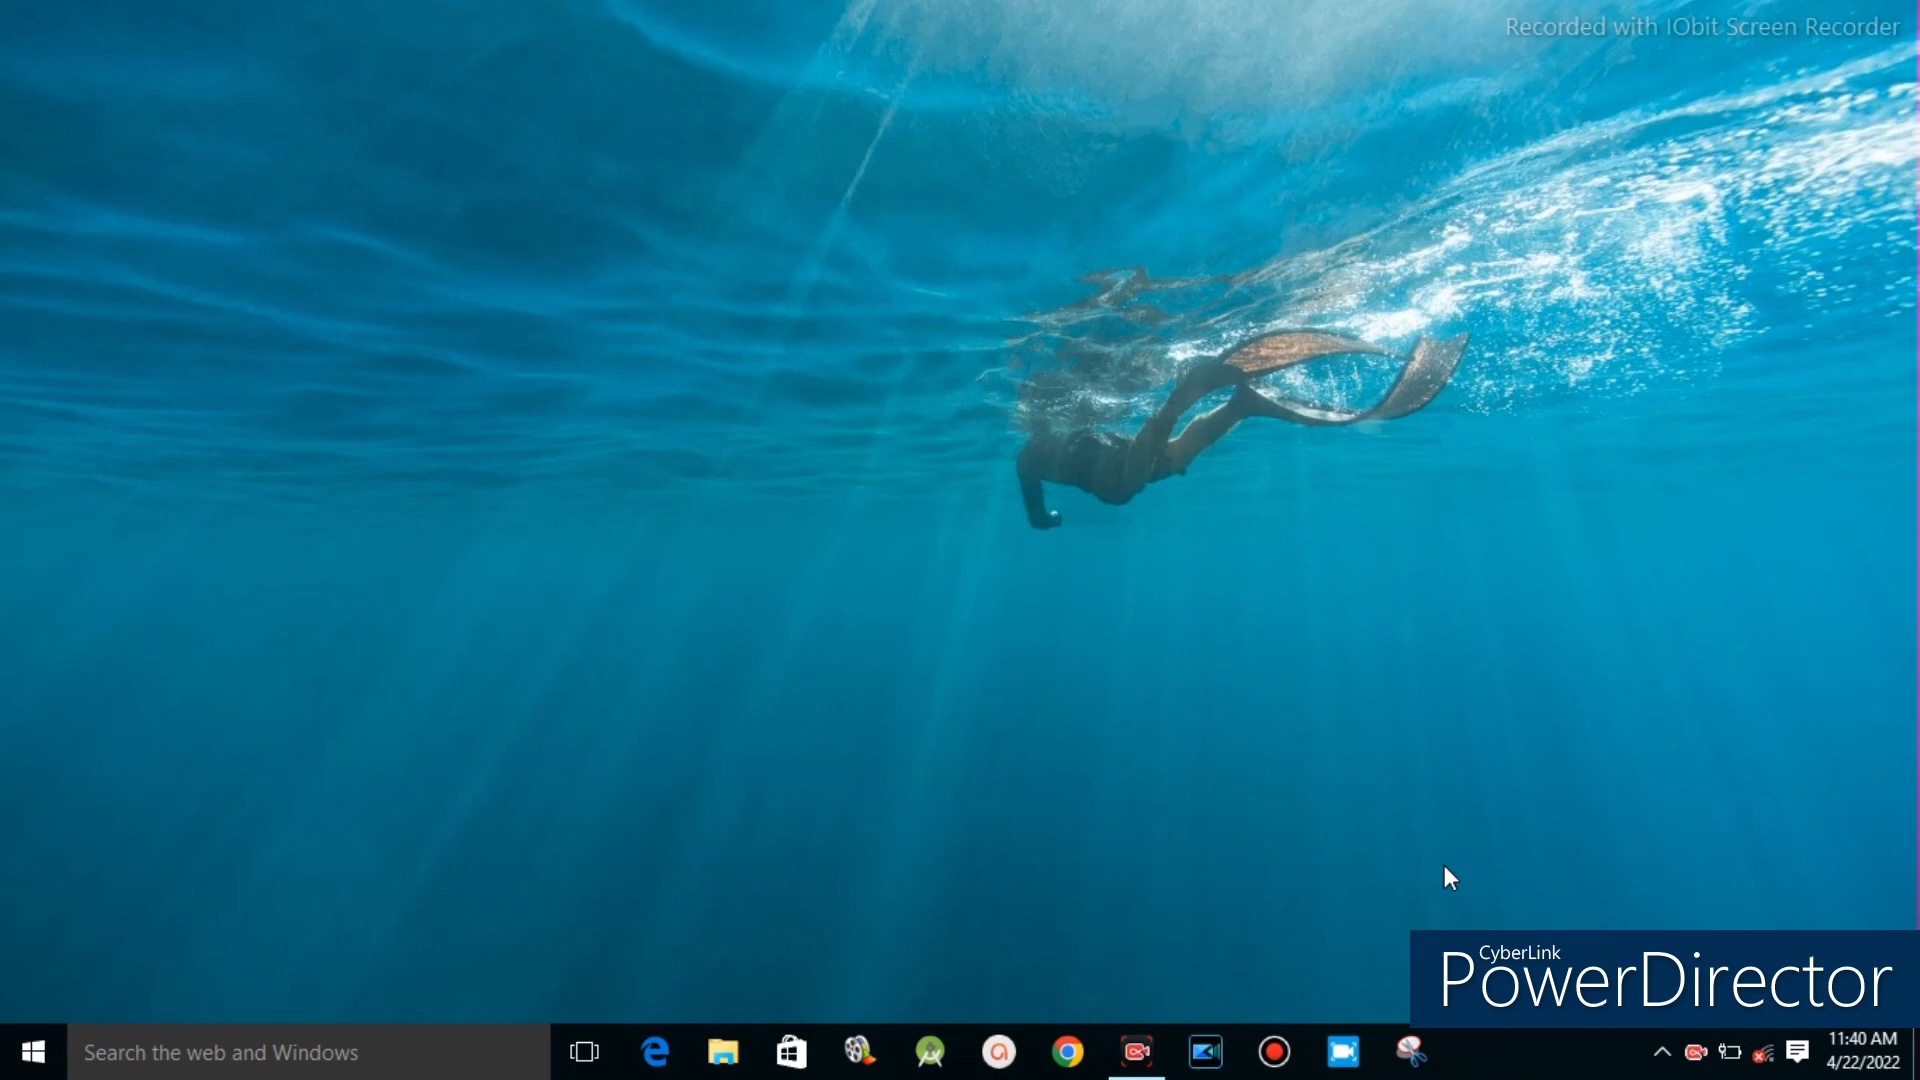 Recorded with IObit Screen Recorder
CyberLink
PowerDirector
Search the web and Windows
11:40 AM
4/22/2022